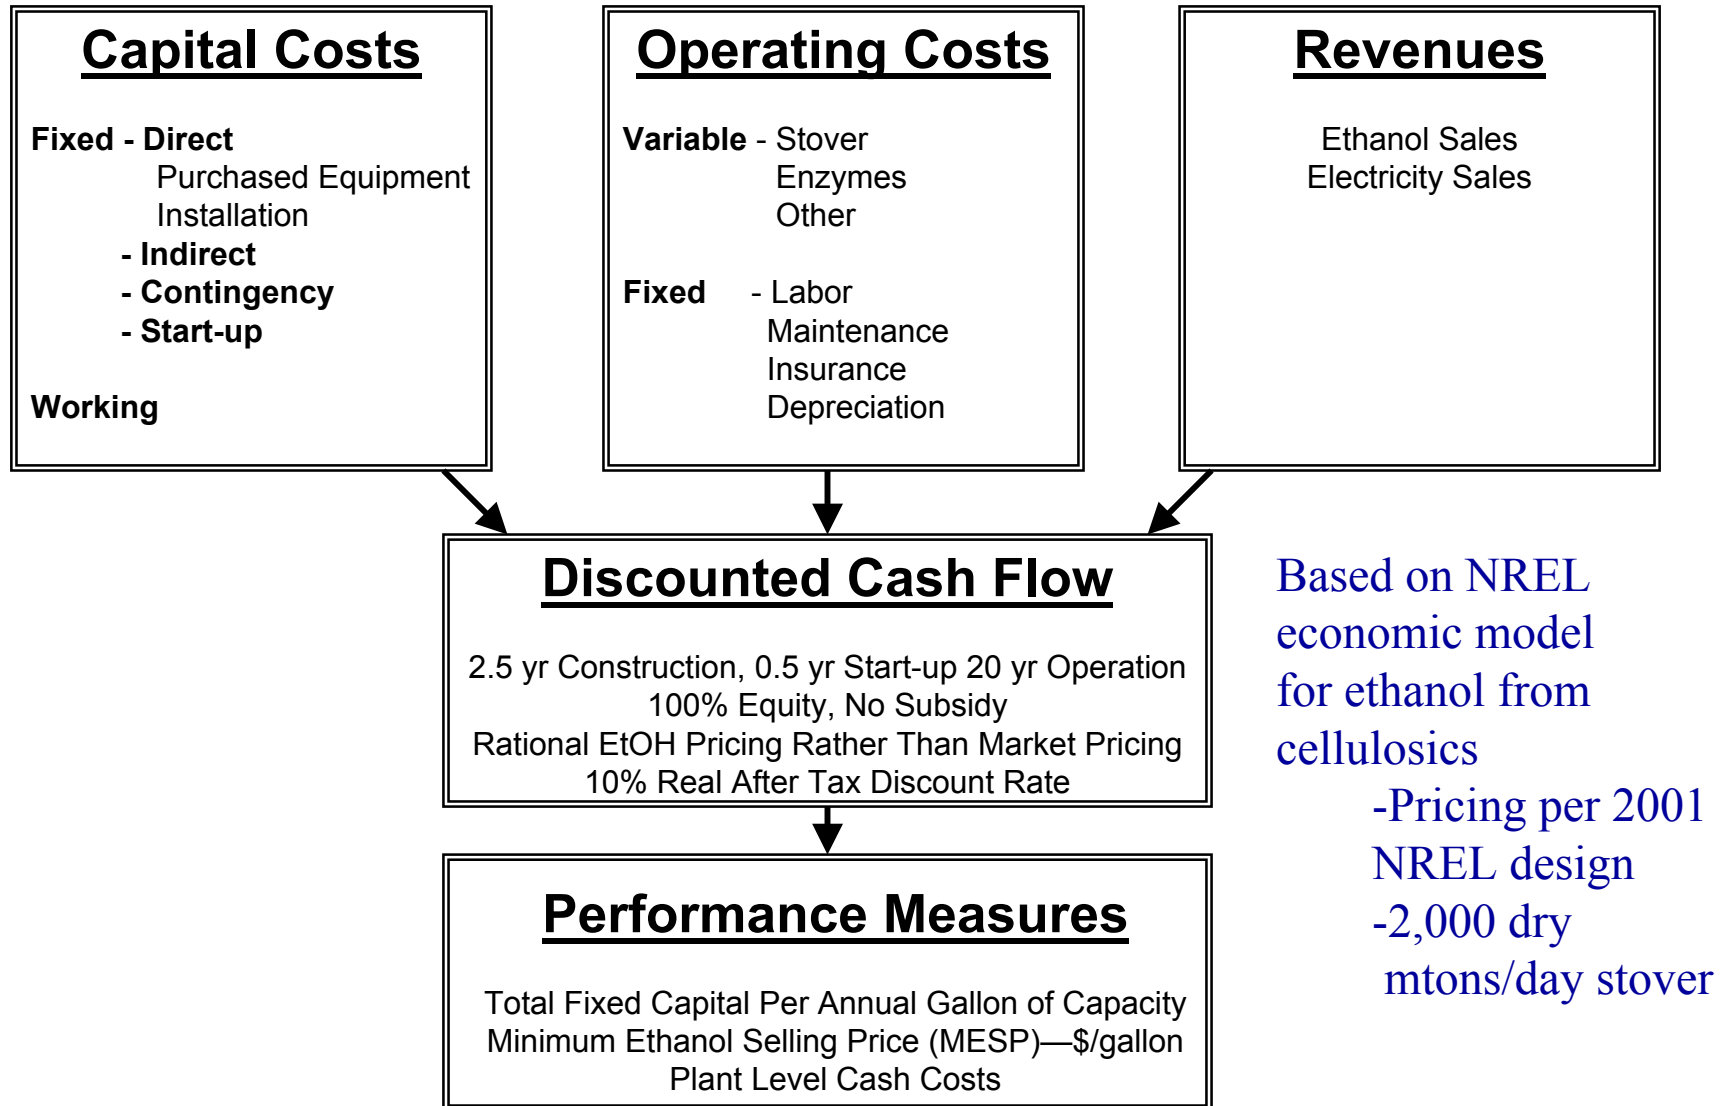 Capital Costs
Fixed - Direct
Purchased Equipment
Installation
- Indirect
- Contingency
- Start-up
Working
Operating Costs
Variable - Stover
Enzymes
Other
Fixed - Labor
Maintenance
Insurance
Depreciation
Revenues
Ethanol Sales
Electricity Sales
Discounted Cash Flow
2.5 yr Construction, 0.5 yr Start-up 20 yr Operation
100% Equity, No Subsidy
Rational EtOH Pricing Rather Than Market Pricing
10% Real After Tax Discount Rate
Based on NREL
economic model
for ethanol from
cellulosics
-Pricing per 2001
NREL design
-2,000 dry
mtons/day stover
Performance Measures
Total Fixed Capital Per Annual Gallon of Capacity
Minimum Ethanol Selling Price (MESP)—$/gallon
Plant Level Cash Costs